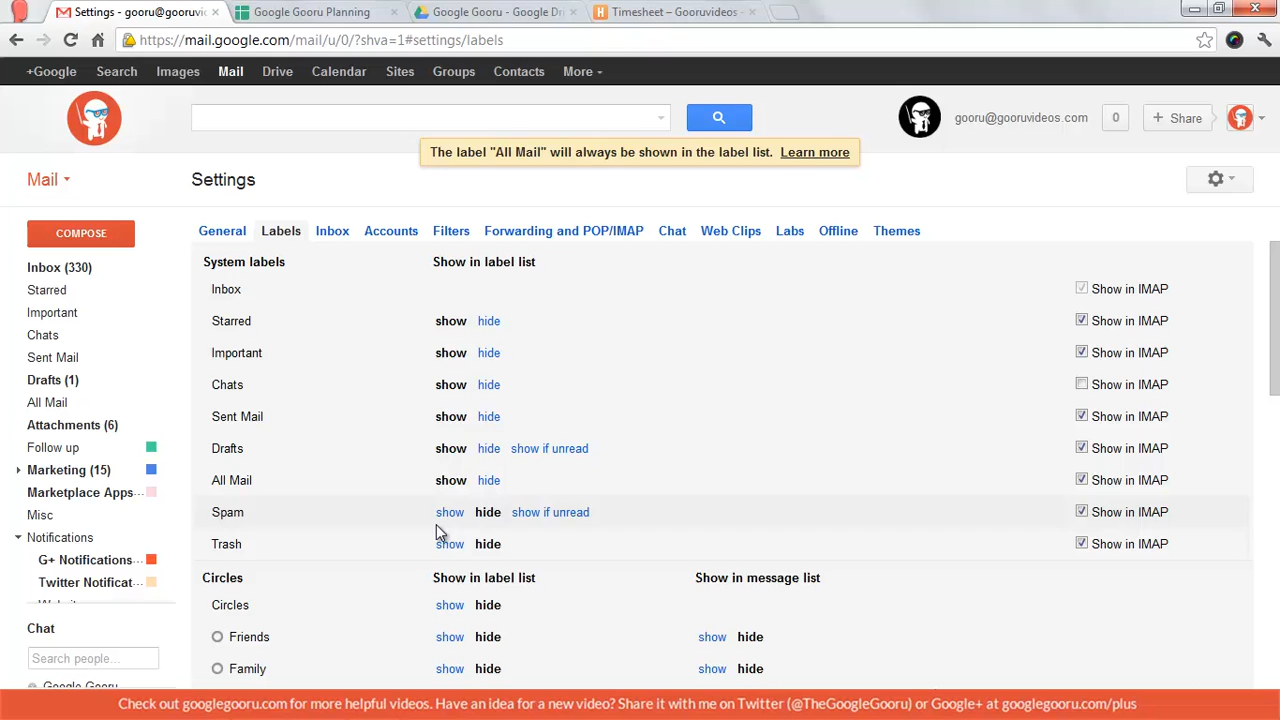 Settings - gooru@gooruvi
Google Gooru Planning
Google Gooru - Google Dr
Timesheet – Gooruvideos –
https://mail.google.com/mail/u/0/?shva=1#settings/labels
+Google Search Images Mail Drive Calendar Sites Groups Contacts More
gooru@gooruvideos.com 0 + Share
The label "All Mail" will always be shown in the label list. Learn more
Mail
Settings
COMPOSE
General Labels Inbox Accounts Filters Forwarding and POP/IMAP Chat Web Clips Labs Offline Themes
Inbox (330)
Starred
Important
Chats
Sent Mail
Drafts (1)
All Mail
Attachments (6)
Follow up
Marketing (15)
Marketplace Apps...
Misc
Notifications
G+ Notifications...
Twitter Notificat...
Chat
Search people...
System labels Show in label list
Inbox Show in IMAP
Starred show hide Show in IMAP
Important show hide Show in IMAP
Chats show hide Show in IMAP
Sent Mail show hide Show in IMAP
Drafts show hide show if unread Show in IMAP
All Mail show hide Show in IMAP
Spam show hide show if unread Show in IMAP
Trash show hide Show in IMAP
Circles Show in label list Show in message list
Circles show hide
Friends show hide show hide
Family show hide show hide
Check out googlegooru.com for more helpful videos. Have an idea for a new video? Share it with me on Twitter (@TheGoogleGooru) or Google+ at googlegooru.com/plus